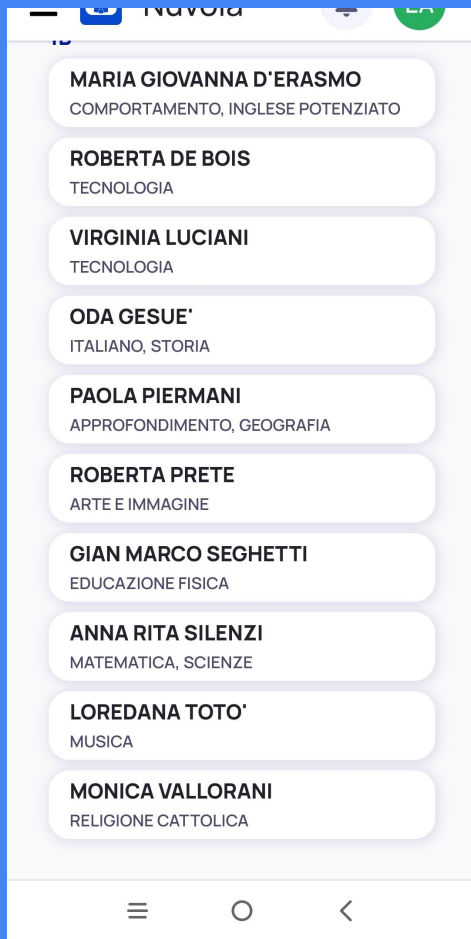 Nuvola
EA
1B
MARIA GIOVANNA D'ERASMO
COMPORTAMENTO, INGLESE POTENZIATO
ROBERTA DE BOIS
TECNOLOGIA
VIRGINIA LUCIANI
TECNOLOGIA
ODA GESUE'
ITALIANO, STORIA
PAOLA PIERMANI
APPROFONDIMENTO, GEOGRAFIA
ROBERTA PRETE
ARTE E IMMAGINE
GIAN MARCO SEGHETTI
EDUCAZIONE FISICA
ANNA RITA SILENZI
MATEMATICA, SCIENZE
LOREDANA TOTO'
MUSICA
MONICA VALLORANI
RELIGIONE CATTOLICA